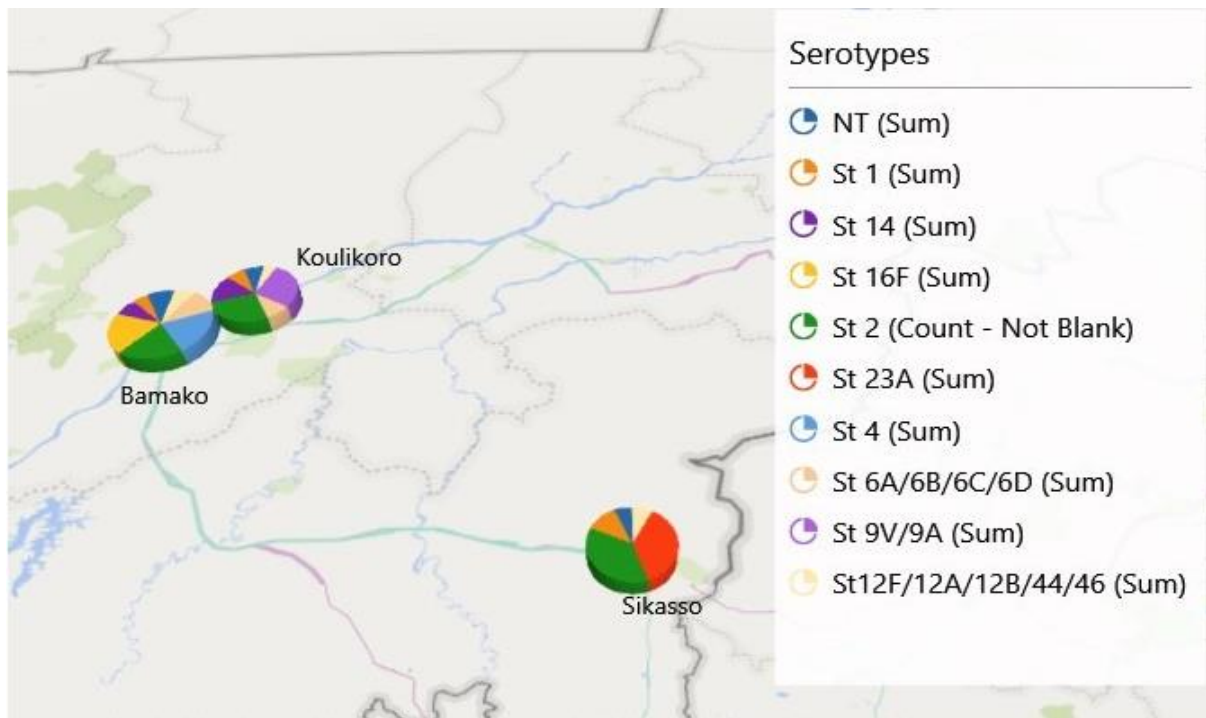 Serotypes
NT (Sum)
St 1 (Sum)
St 14 (Sum)
St 16F (Sum)
St 2 (Count - Not Blank)
St 23A (Sum)
St 4 (Sum)
St 6A/6B/6C/6D (Sum)
St 9V/9A (Sum)
St12F/12A/12B/44/46 (Sum)
Koulikoro
Bamako
Sikasso